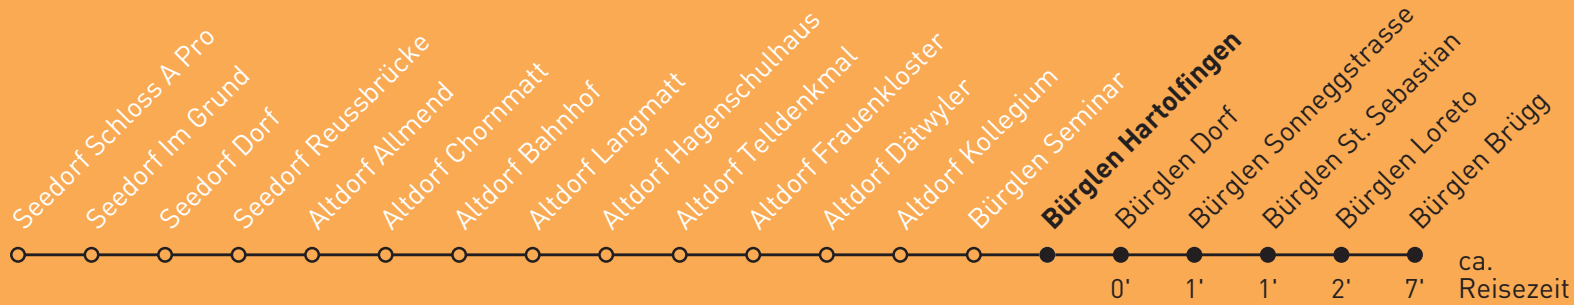 Seedorf Schloss A Pro
Seedorf Im Grund
Seedorf Dorf
Seedorf Reussbrücke
Altdorf Allmend
Altdorf Chornmatt
Altdorf Bahnhof
Altdorf Langmatt
Altdorf Hagenschulhaus
Altdorf Telldenkmal
Altdorf Frauenkloster
Altdorf Dätwyler
Altdorf Kollegium
Bürglen Seminar
Bürglen Hartolfingen
Bürglen Dorf
Bürglen Sonneggstrasse
Bürglen St. Sebastian
Bürglen Loreto
Bürglen Brügg
0' 1' 1' 2' 7'
ca.
Reisezeit